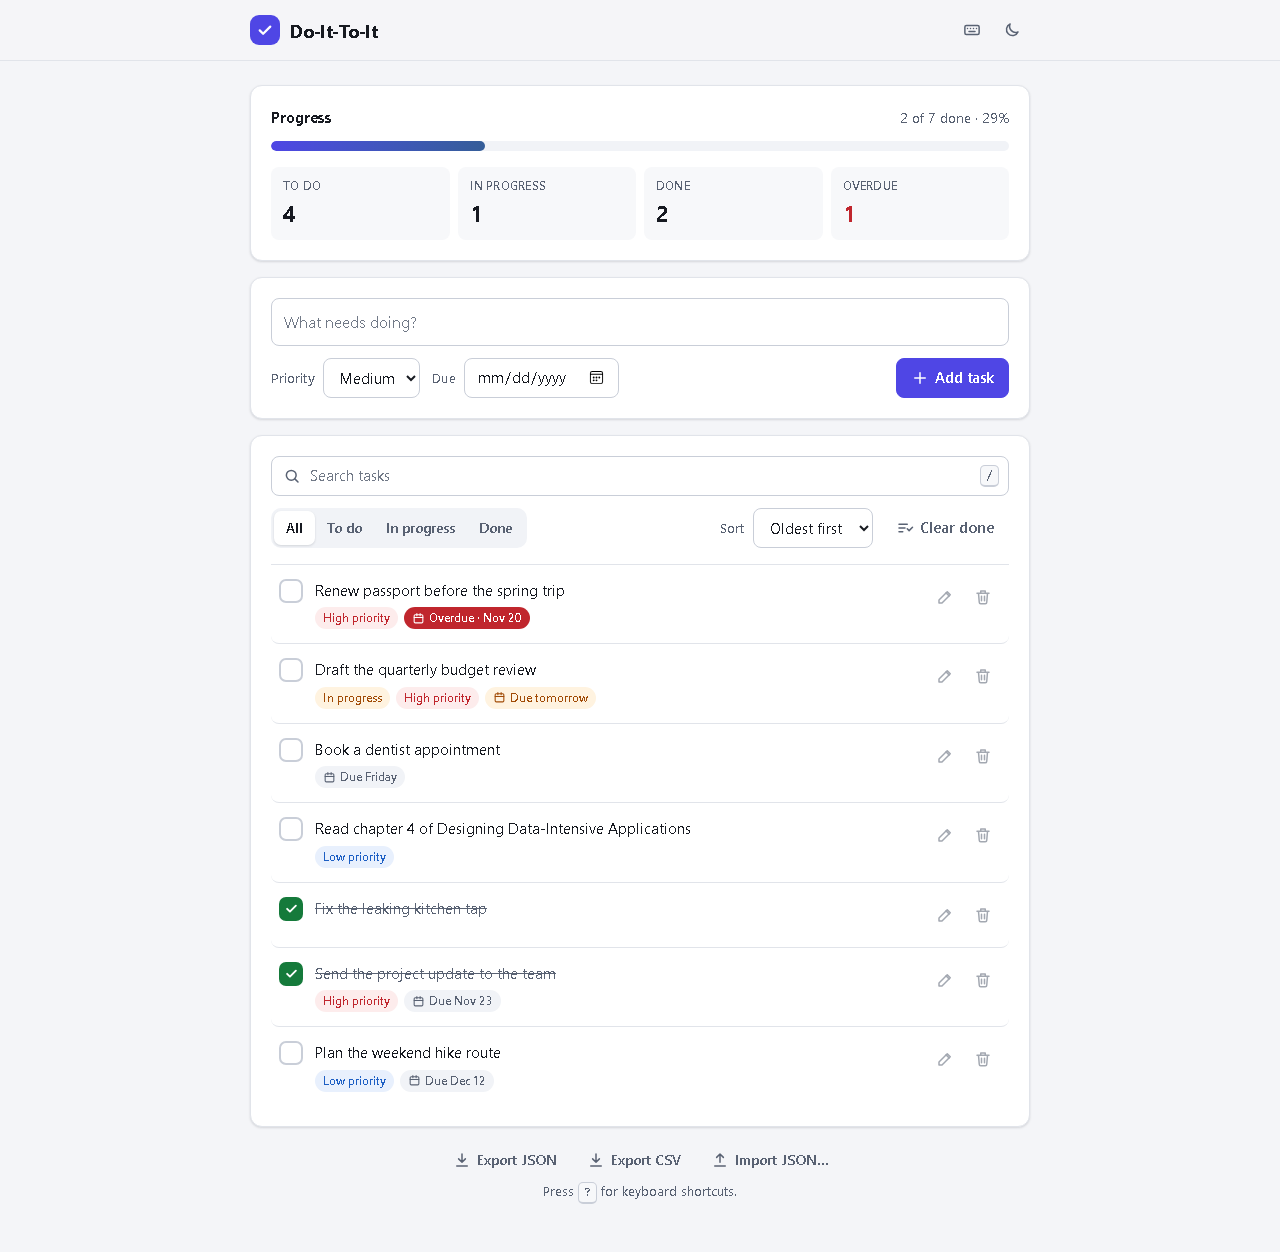 Do-It-To-It
Progress
2 of 7 done · 29%
TO DO
4
IN PROGRESS
1
DONE
2
OVERDUE
1
What needs doing?
Priority
Medium
Due
mm/dd/yyyy
Add task
Search tasks
/
All
To do
In progress
Done
Sort
Oldest first
Clear done
Renew passport before the spring trip
High priority
Overdue · Nov 20
Draft the quarterly budget review
In progress
High priority
Due tomorrow
Book a dentist appointment
Due Friday
Read chapter 4 of Designing Data-Intensive Applications
Low priority
Fix the leaking kitchen tap
Send the project update to the team
High priority
Due Nov 23
Plan the weekend hike route
Low priority
Due Dec 12
Export JSON
Export CSV
Import JSON...
Press ? for keyboard shortcuts.